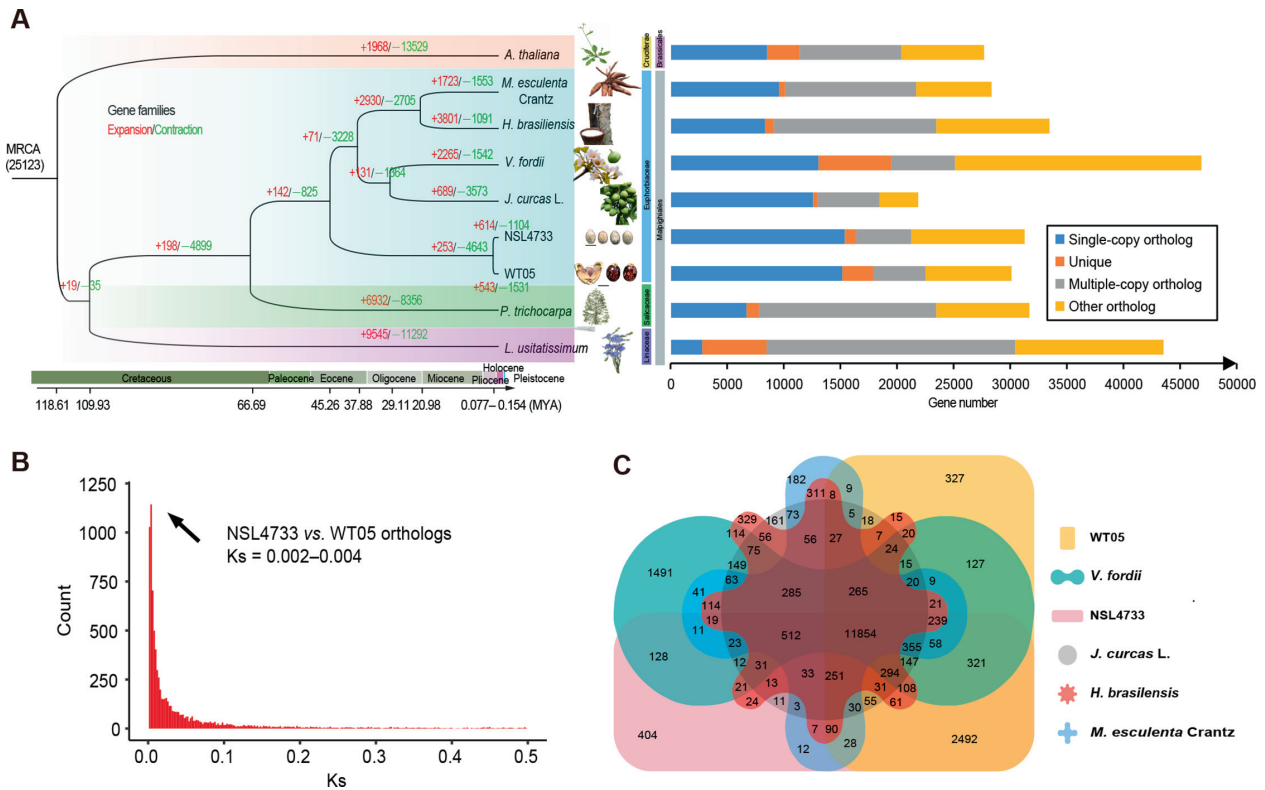 A
+1968/−13529
A. thaliana
Cruciferae
Brassicales
Gene families
Expansion/Contraction
MRCA
(25123)
+1723/−1553
M. esculenta
Crantz
+2930/−2705
+3801/−1091
H. brasiliensis
+71/−3228
+2265/−1542
V. fordii
+131/−1064
+689/−3573
J. curcas L.
+142/−825
+614/−1104
NSL4733
+253/−4643
WT05
+543/−1531
+198/−4899
+19/−35
+6932/−8356
P. trichocarpa
+9545/−11292
L. usitatissimum
Euphorbiaceae
Malpighiales
Salicaceae
Linaceae
Single-copy ortholog
Unique
Multiple-copy ortholog
Other ortholog
Cretaceous
Paleocene
Eocene
Oligocene
Miocene
Pliocene
Holocene
Pleistocene
118.61 109.93 66.69 45.26 37.88 29.11 20.98 0.077–0.154 (MYA)
0 5000 10000 15000 20000 25000 30000 35000 40000 45000 50000
Gene number
B
1250
1000
750
500
250
0
Count
0.0 0.1 0.2 0.3 0.4 0.5
Ks
NSL4733 vs. WT05 orthologs
Ks = 0.002–0.004
C
182 9 327
311 8
329 161 73 5 18 15
114 56 56 27 7 20
75 24
1491 149 15 127
63 20 9
41 285 265
114 21
19 239
11 512 11854
23 355 58
128 12 31 147 321
33 251 294
21 13 31 108
24 11 3 30 55 61
7 90
404 12 28 2492
WT05
V. fordii
NSL4733
J. curcas L.
H. brasilensis
M. esculenta Crantz